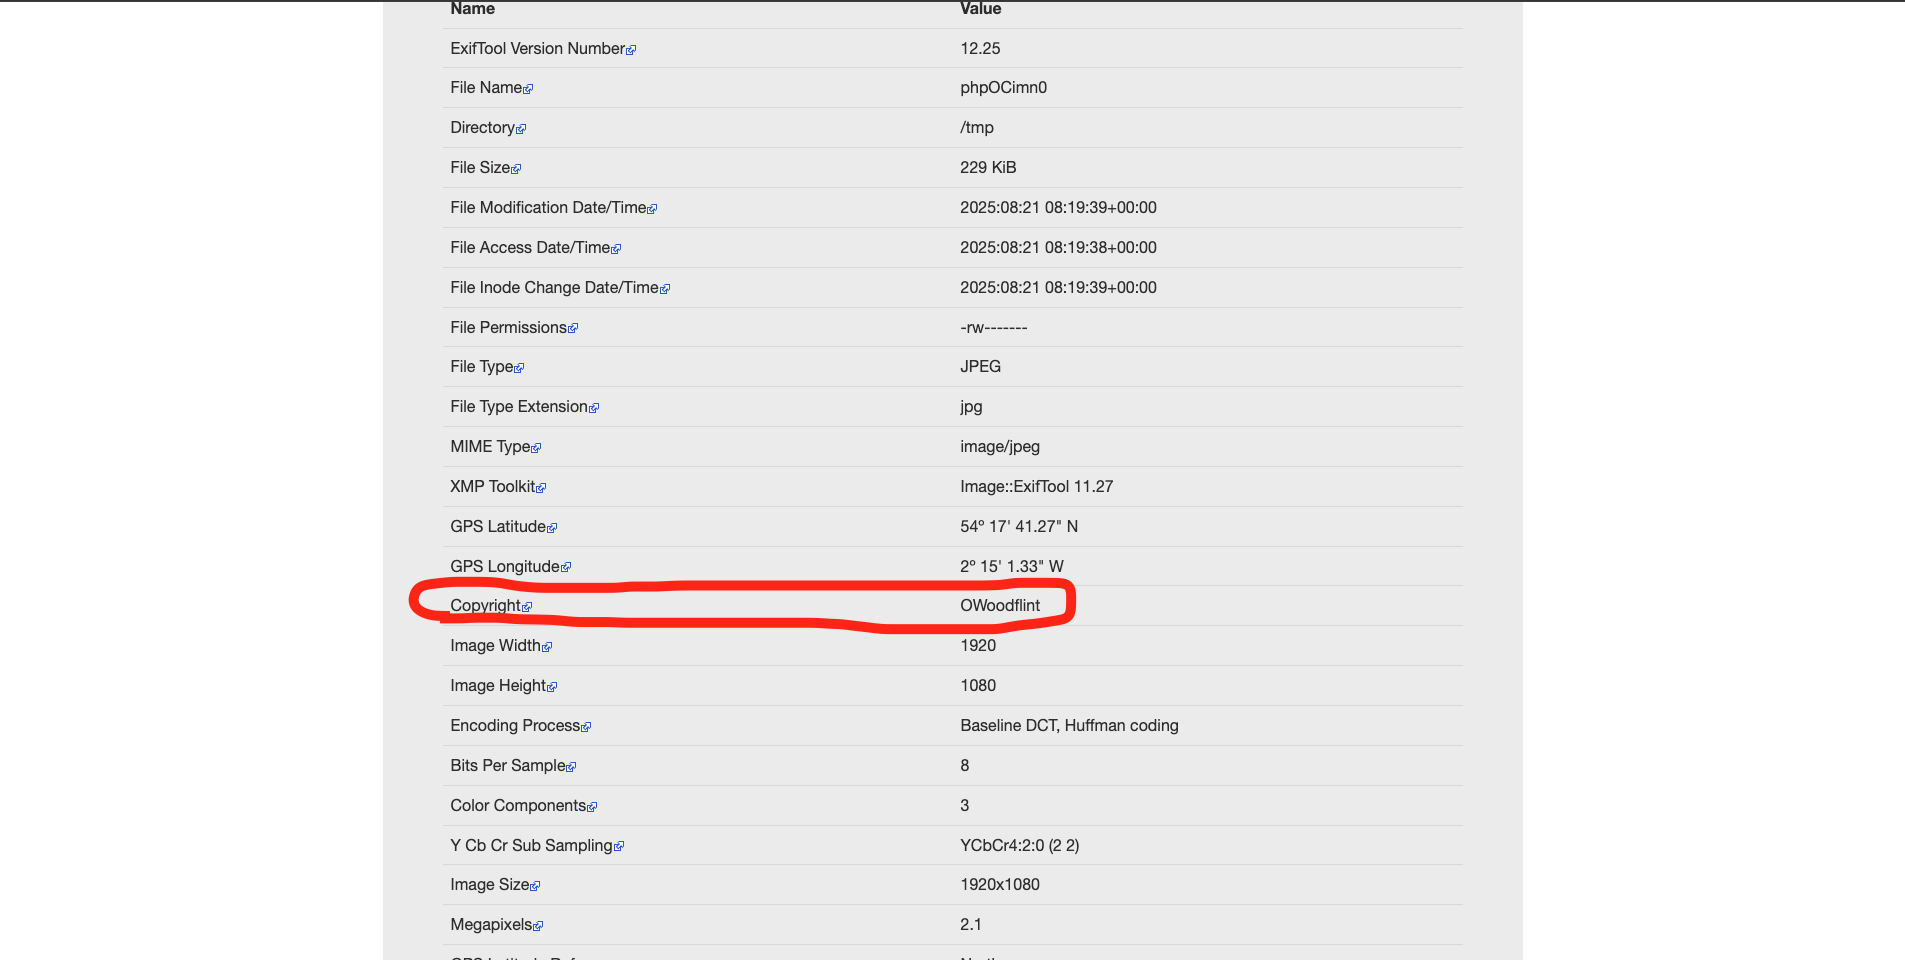 Name Value
ExifTool Version Number 12.25
File Name phpOCimn0
Directory /tmp
File Size 229 KiB
File Modification Date/Time 2025:08:21 08:19:39+00:00
File Access Date/Time 2025:08:21 08:19:38+00:00
File Inode Change Date/Time 2025:08:21 08:19:39+00:00
File Permissions -rw-------
File Type JPEG
File Type Extension jpg
MIME Type image/jpeg
XMP Toolkit Image::ExifTool 11.27
GPS Latitude 54º 17' 41.27" N
GPS Longitude 2º 15' 1.33" W
Copyright OWoodflint
Image Width 1920
Image Height 1080
Encoding Process Baseline DCT, Huffman coding
Bits Per Sample 8
Color Components 3
Y Cb Cr Sub Sampling YCbCr4:2:0 (2 2)
Image Size 1920x1080
Megapixels 2.1